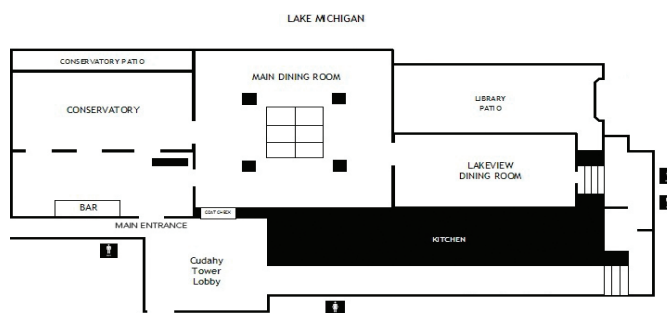 LAKE MICHIGAN
CONSERVATORY PATIO
MAIN DINING ROOM
CONSERVATORY
LIBRARY
PATIO
LAKEVIEW
DINING ROOM
BAR
COAT CHECK
MAIN ENTRANCE
KITCHEN
Cudahy
Tower
Lobby